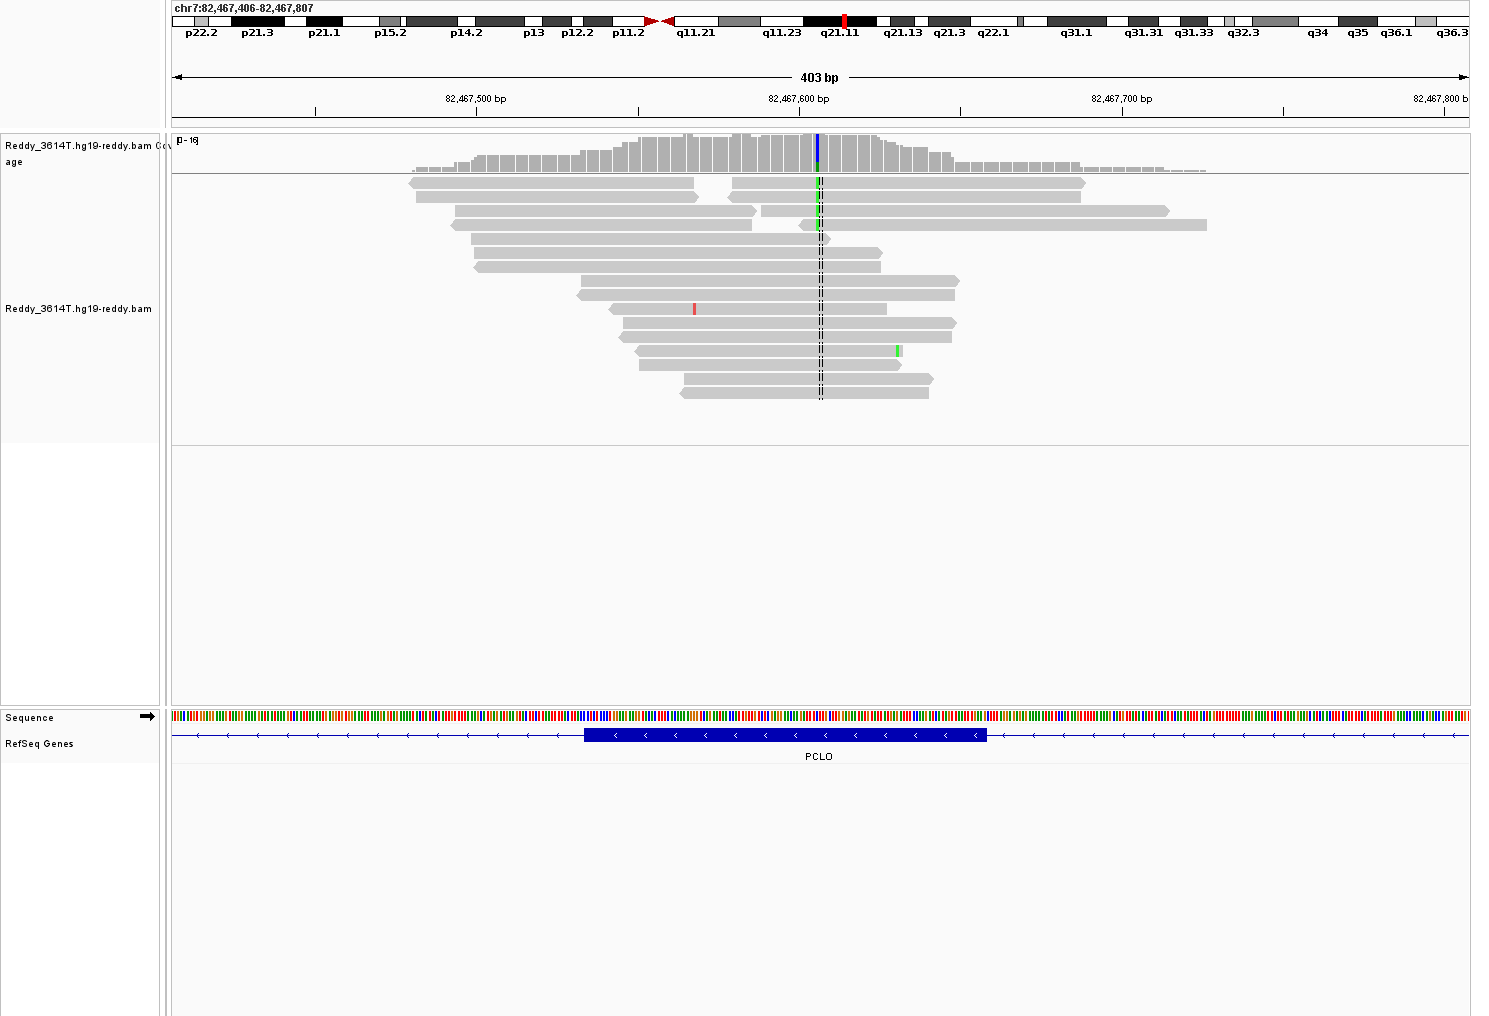 chr7:82,467,406-82,467,807
p22.2 p21.3 p21.1 p15.2 p14.2 p13 p12.2 p11.2 q11.21 q11.23 q21.11 q21.13 q21.3 q22.1 q31.1 q31.31 q31.33 q32.3 q34 q35 q36.1 q36.3
403 bp
82,467,500 bp 82,467,600 bp 82,467,700 bp 82,467,800 b
Reddy_3614T.hg19-reddy.bam Cov
age
[0 - 16]
Reddy_3614T.hg19-reddy.bam
Sequence
RefSeq Genes
PCLO